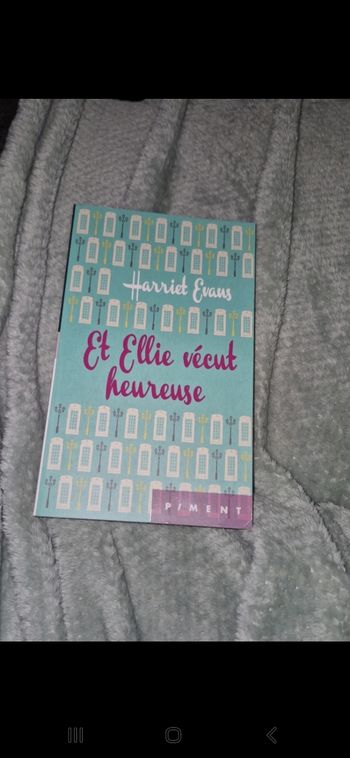 Harriet Evans
Et Ellie vécut
heureuse
PIMENT